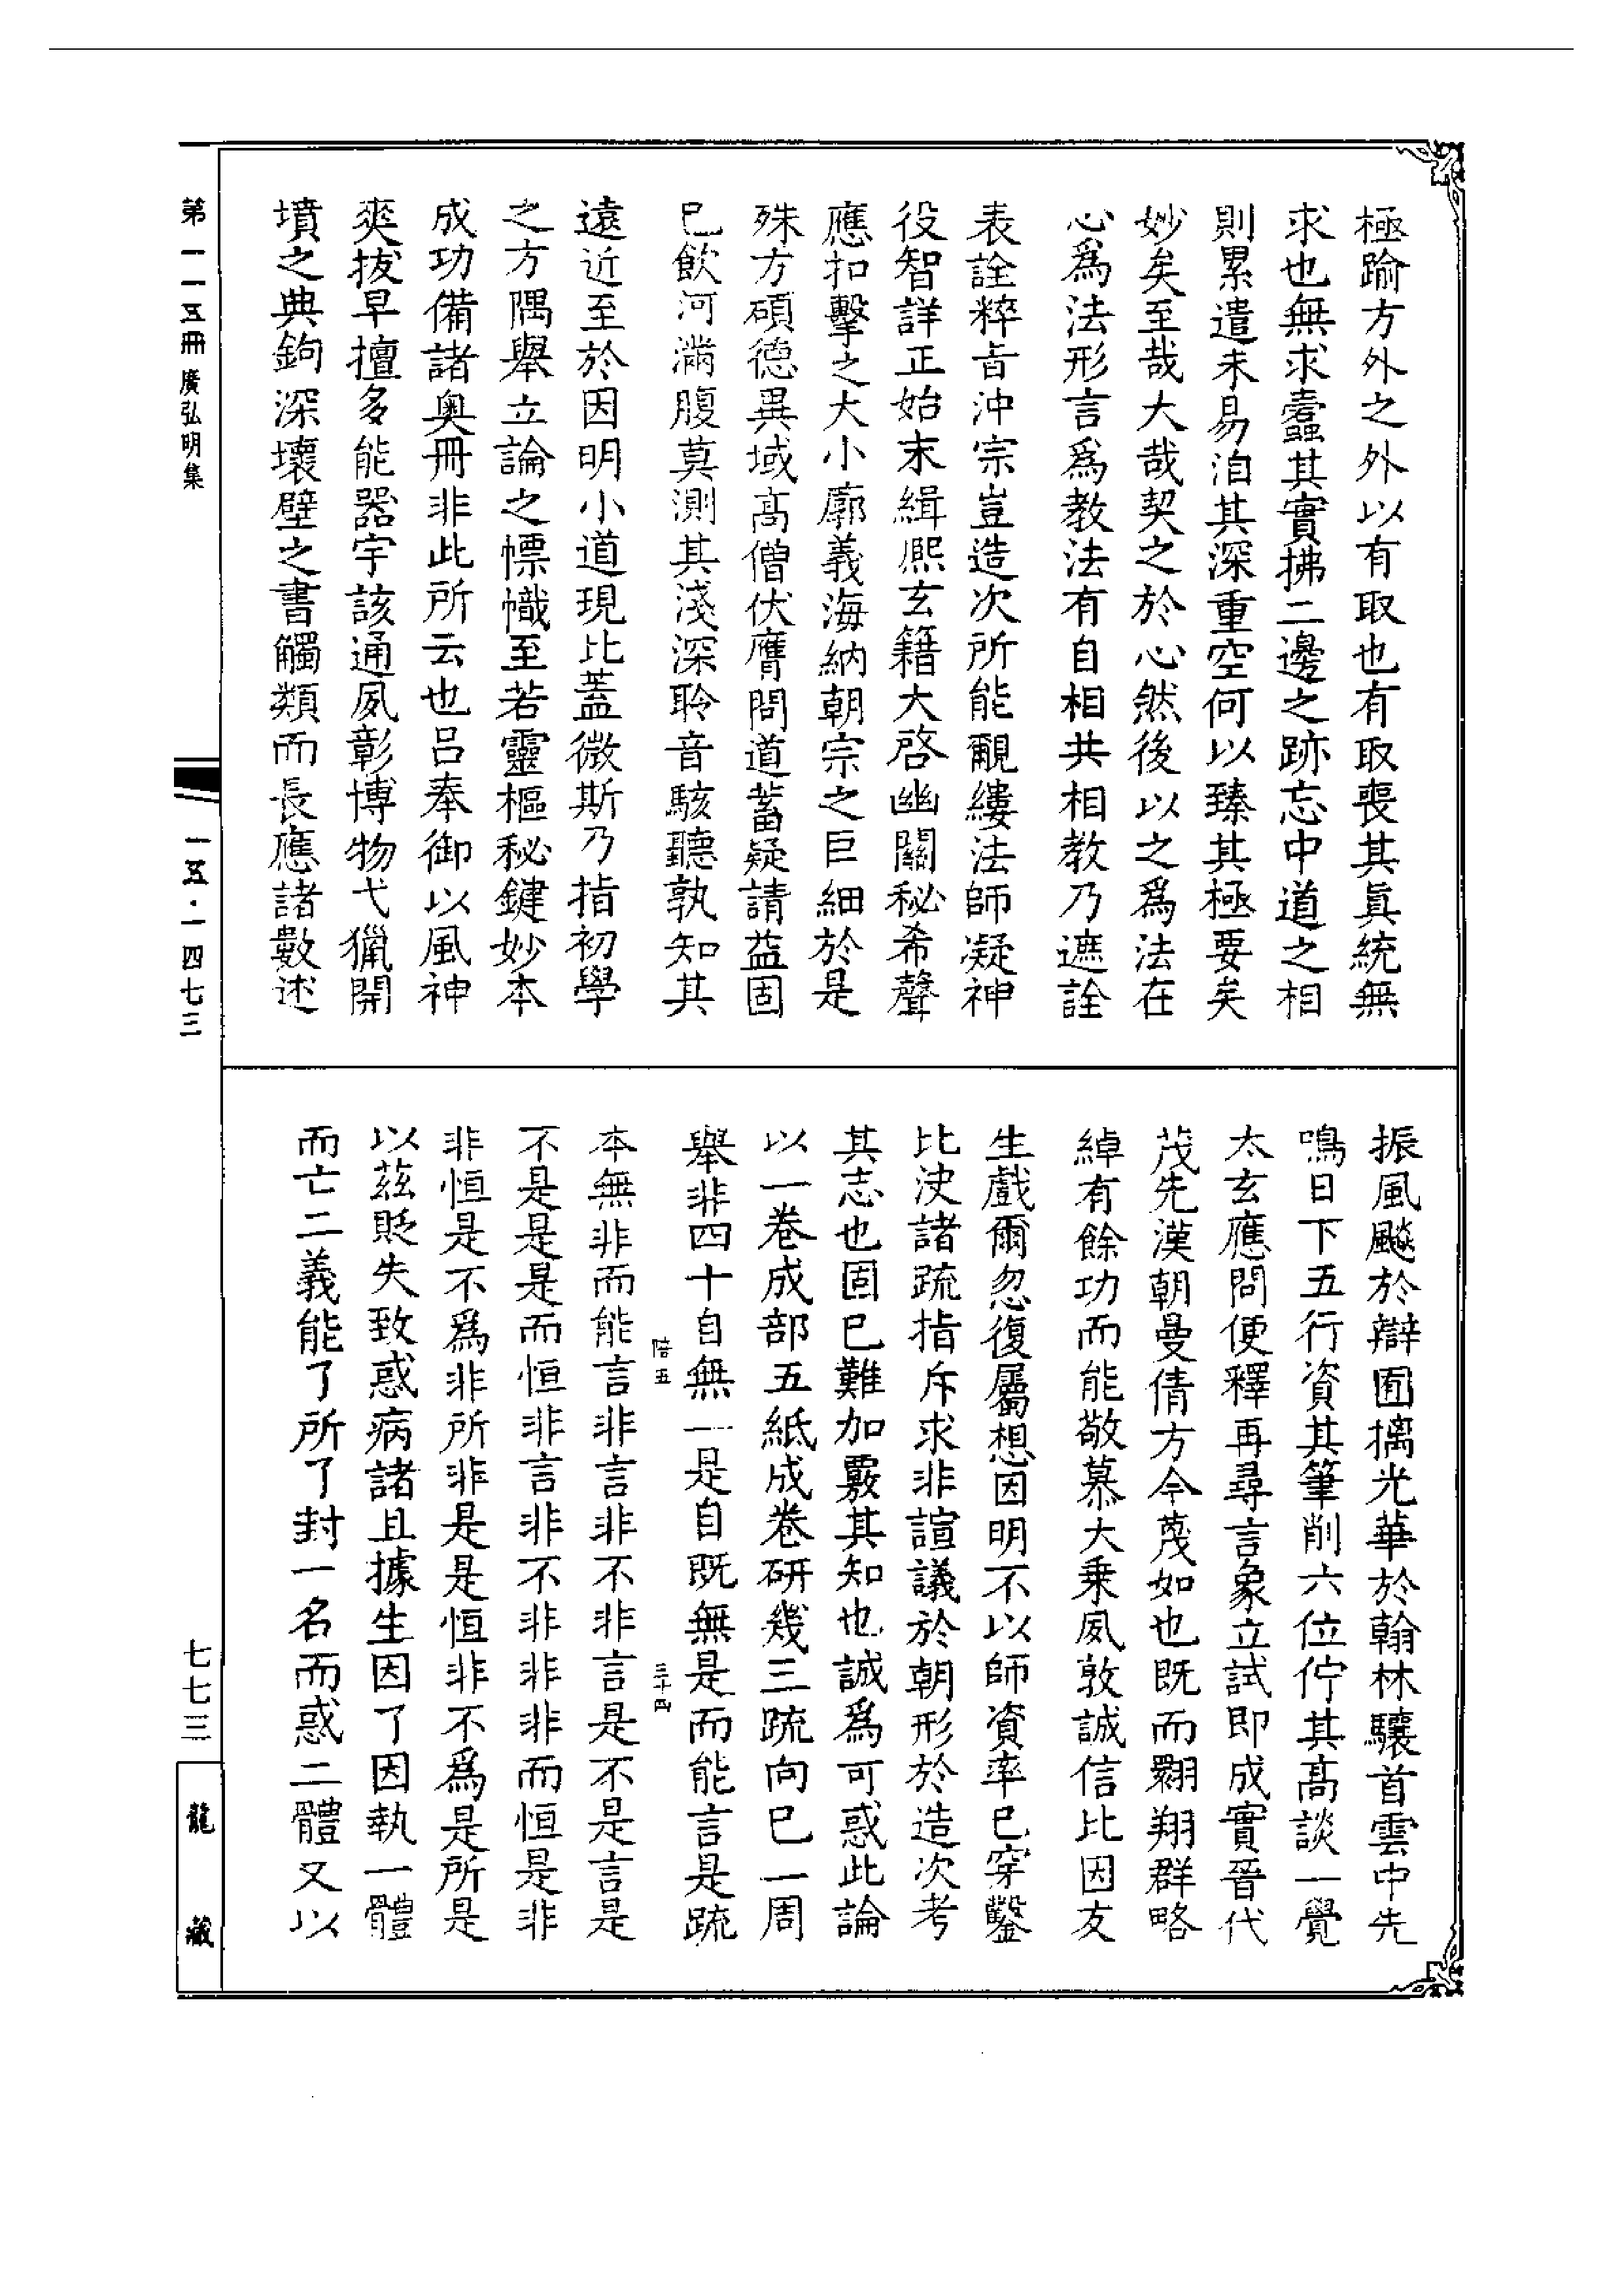 極踰方外之外以有取也有取喪其眞統無
求也無求蠹其實拂二邊之跡忘中道之相
則累遣未易洎其深重空何以臻其極要矣
妙矣至哉大哉契之於心然後以之爲法在
心爲法形言爲教法有自相共相教乃遮詮
表詮粹旨沖宗豈造次所能覼縷法師凝神
役智詳正始末緝熙玄籍大啓幽關秘希聲
應扣擊之大小廓義海納朝宗之巨細於是
殊方碩德異域高僧伏膺問道蓄疑請益固
已飲河滿腹莫測其淺深聆音駭聽孰知其
遠近至於因明小道現比蓋微斯乃指初學
之方隅舉立論之慓幟至若靈樞秘鍵妙本
成功備諸奧冊非此所云也呂奉御以風神
爽拔早擅多能器宇該通夙彰博物弋獵開
墳之典鉤深壞壁之書觸類而長應諸數述
振風飈於辯囿摛光華於翰林驤首雲中先
鳴日下五行資其筆削六位佇其高談一覽
太玄應問便釋再尋言象立試即成實晉代
茂先漢朝曼倩方今蔑如也既而翺翔群略
綽有餘功而能敬慕大乘夙敦誠信比因友
生戲爾忽復屬想因明不以師資率已穿鑿
比決諸疏指斥求非諠議於朝形於造次考
其志也固已難加覈其知也誠爲可惑此論
以一卷成部五紙成卷研幾三疏向已一周
舉非四十自無一是自既無是而能言是疏
陪五　三十四
本無非而能言非言非不非言是不是言是
不是是是而恒非言非不非非非而恒是非
非恒是不爲非所非是是恒非不爲是所是
以茲貶失致惑病諸且據生因了因執一體
而亡二義能了所了封一名而惑二體又以
第一一五冊　廣弘明集
一五·一四七三
七七三
龍藏